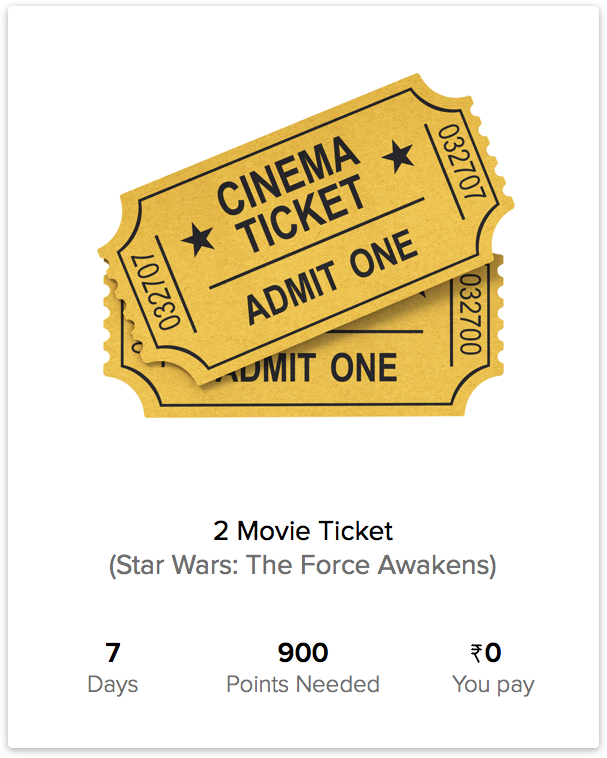 CINEMA
TICKET
ADMIT ONE
032707
032707
ADMIT ONE
032700
2 Movie Ticket
(Star Wars: The Force Awakens)
7 900 ₹0
Days Points Needed You pay